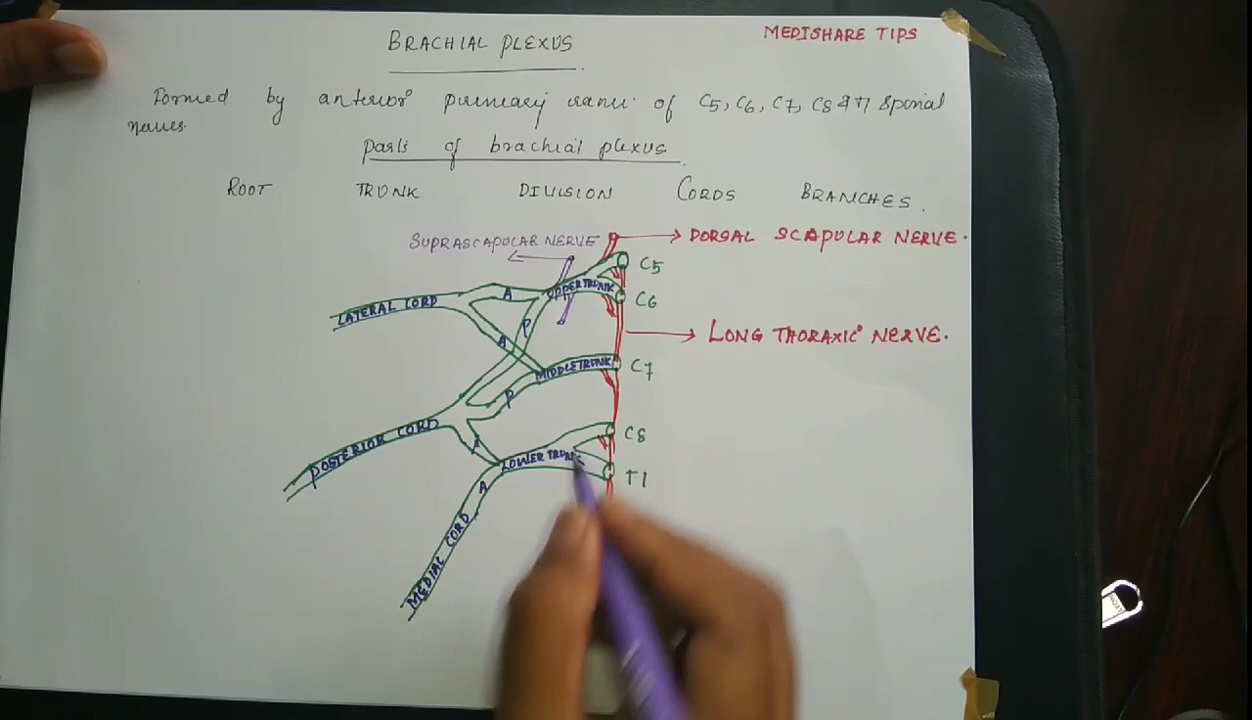 BRACHIAL PLEXUS
MEDISHARE TIPS
Formed by anterior primary rami of C5, C6, C7, C8 & T1 Spinal
nerves.
Parts of brachial plexus.
ROOT TRUNK DIVISION CORDS BRANCHES.
SUPRASCAPULAR NERVE
DORSAL SCAPULAR NERVE.
C5
UPPER TRUNK
C6
A
LATERAL CORD
P
A
LONG THORAXIC NERVE.
MIDDLE TRUNK
C7
P
POSTERIOR CORD
C8
P
LOWER TRUNK
T1
A
MEDIAL CORD